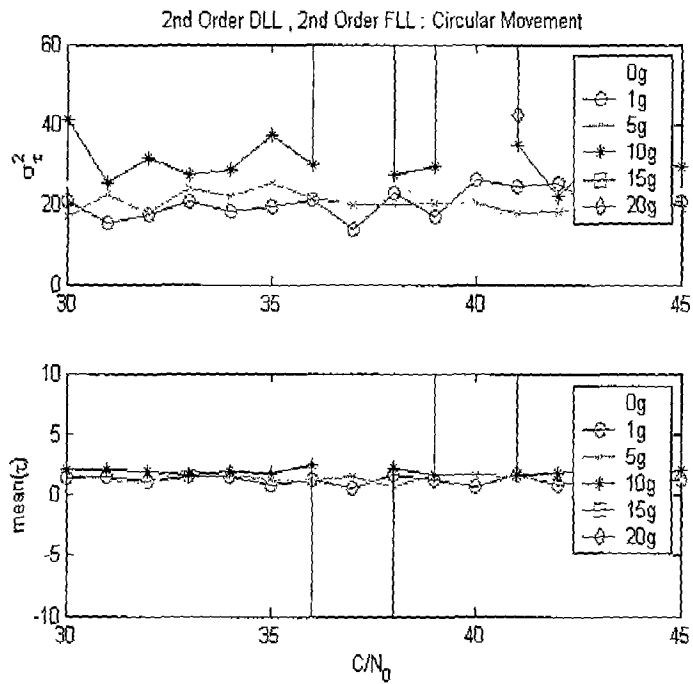 2nd Order DLL , 2nd Order FLL : Circular Movement
60
40
20
0
σ²τ
30
35
40
45
0g
1g
5g
10g
15g
20g
10
5
0
-5
-10
mean(τ)
30
35
40
45
0g
1g
5g
10g
15g
20g
C/N₀